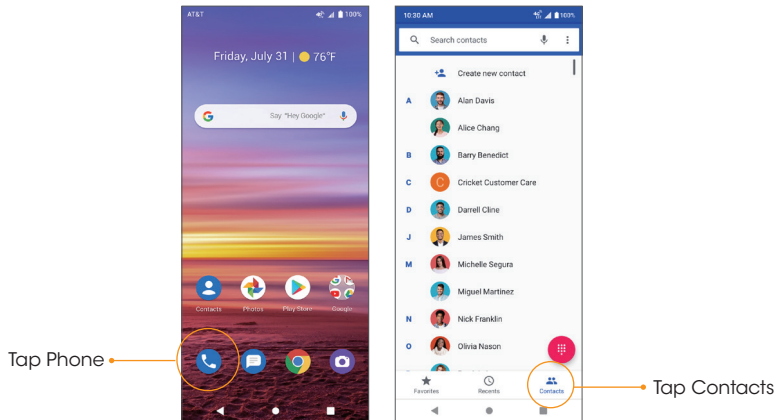 AT&T 100%
Friday, July 31 | 76°F
Say "Hey Google"
Contacts Photos Play Store Google
Tap Phone
10:30 AM 100%
Search contacts
Create new contact
A Alan Davis
Alice Chang
B Barry Benedict
C C Cricket Customer Care
D Darrell Cline
J James Smith
M Michelle Segura
Miguel Martinez
N Nick Franklin
O Olivia Nason
Favorites Recents Contacts
Tap Contacts